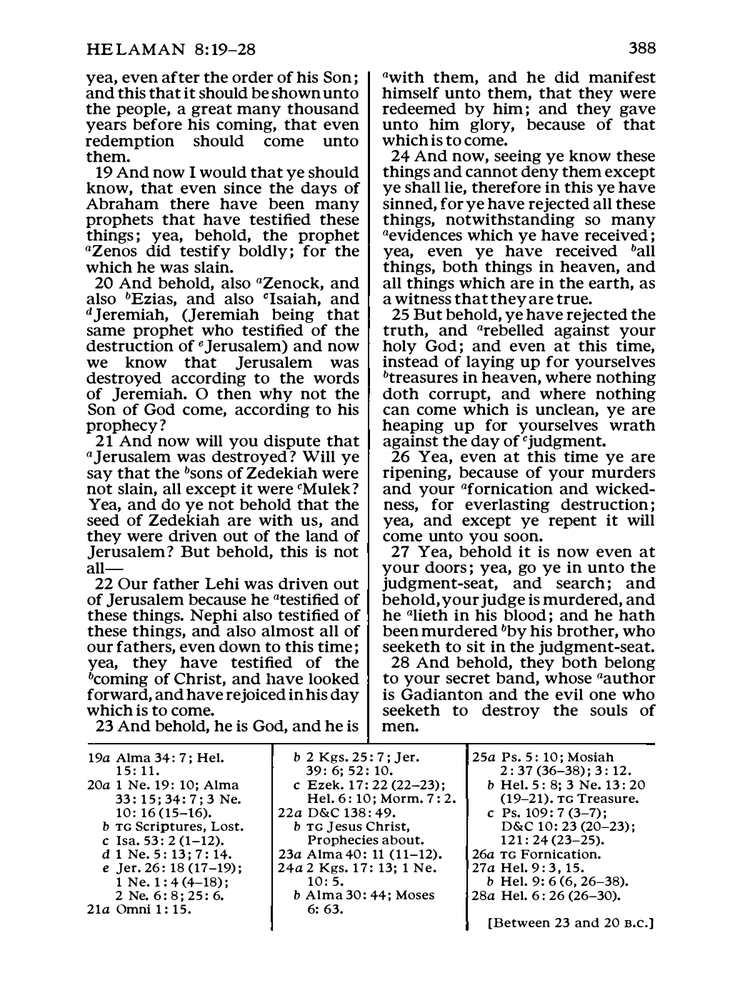 HELAMAN 8:19–28
388
yea, even after the order of his Son;
and this that it should be shown unto
the people, a great many thousand
years before his coming, that even
redemption should come unto
them.
19 And now I would that ye should
know, that even since the days of
Abraham there have been many
prophets that have testified these
things; yea, behold, the prophet
aZenos did testify boldly; for the
which he was slain.
20 And behold, also aZenock, and
also bEzias, and also cIsaiah, and
dJeremiah, (Jeremiah being that
same prophet who testified of the
destruction of eJerusalem) and now
we know that Jerusalem was
destroyed according to the words
of Jeremiah. O then why not the
Son of God come, according to his
prophecy?
21 And now will you dispute that
aJerusalem was destroyed? Will ye
say that the bsons of Zedekiah were
not slain, all except it were cMulek?
Yea, and do ye not behold that the
seed of Zedekiah are with us, and
they were driven out of the land of
Jerusalem? But behold, this is not
all—
22 Our father Lehi was driven out
of Jerusalem because he atestified of
these things. Nephi also testified of
these things, and also almost all of
our fathers, even down to this time;
yea, they have testified of the
bcoming of Christ, and have looked
forward, and have rejoiced in his day
which is to come.
23 And behold, he is God, and he is
awith them, and he did manifest
himself unto them, that they were
redeemed by him; and they gave
unto him glory, because of that
which is to come.
24 And now, seeing ye know these
things and cannot deny them except
ye shall lie, therefore in this ye have
sinned, for ye have rejected all these
things, notwithstanding so many
aevidences which ye have received;
yea, even ye have received ball
things, both things in heaven, and
all things which are in the earth, as
a witness that they are true.
25 But behold, ye have rejected the
truth, and arebelled against your
holy God; and even at this time,
instead of laying up for yourselves
btreasures in heaven, where nothing
doth corrupt, and where nothing
can come which is unclean, ye are
heaping up for yourselves wrath
against the day of cjudgment.
26 Yea, even at this time ye are
ripening, because of your murders
and your afornication and wicked-
ness, for everlasting destruction;
yea, and except ye repent it will
come unto you soon.
27 Yea, behold it is now even at
your doors; yea, go ye in unto the
judgment-seat, and search; and
behold, your judge is murdered, and
he alieth in his blood; and he hath
been murdered bby his brother, who
seeketh to sit in the judgment-seat.
28 And behold, they both belong
to your secret band, whose aauthor
is Gadianton and the evil one who
seeketh to destroy the souls of
men.
19a Alma 34:7; Hel.
15:11.
20a 1 Ne. 19:10; Alma
33:15; 34:7; 3 Ne.
10:16 (15–16).
b TG Scriptures, Lost.
c Isa. 53:2 (1–12).
d 1 Ne. 5:13; 7:14.
e Jer. 26:18 (17–19);
1 Ne. 1:4 (4–18);
2 Ne. 6:8; 25:6.
21a Omni 1:15.
b 2 Kgs. 25:7; Jer.
39:6; 52:10.
c Ezek. 17:22 (22–23);
Hel. 6:10; Morm. 7:2.
22a D&C 138:49.
b TG Jesus Christ,
Prophecies about.
23a Alma 40:11 (11–12).
24a 2 Kgs. 17:13; 1 Ne.
10:5.
b Alma 30:44; Moses
6:63.
25a Ps. 5:10; Mosiah
2:37 (36–38); 3:12.
b Hel. 5:8; 3 Ne. 13:20
(19–21). TG Treasure.
c Ps. 109:7 (3–7);
D&C 10:23 (20–23);
121:24 (23–25).
26a TG Fornication.
27a Hel. 9:3, 15.
b Hel. 9:6 (6, 26–38).
28a Hel. 6:26 (26–30).
[Between 23 and 20 B.C.]